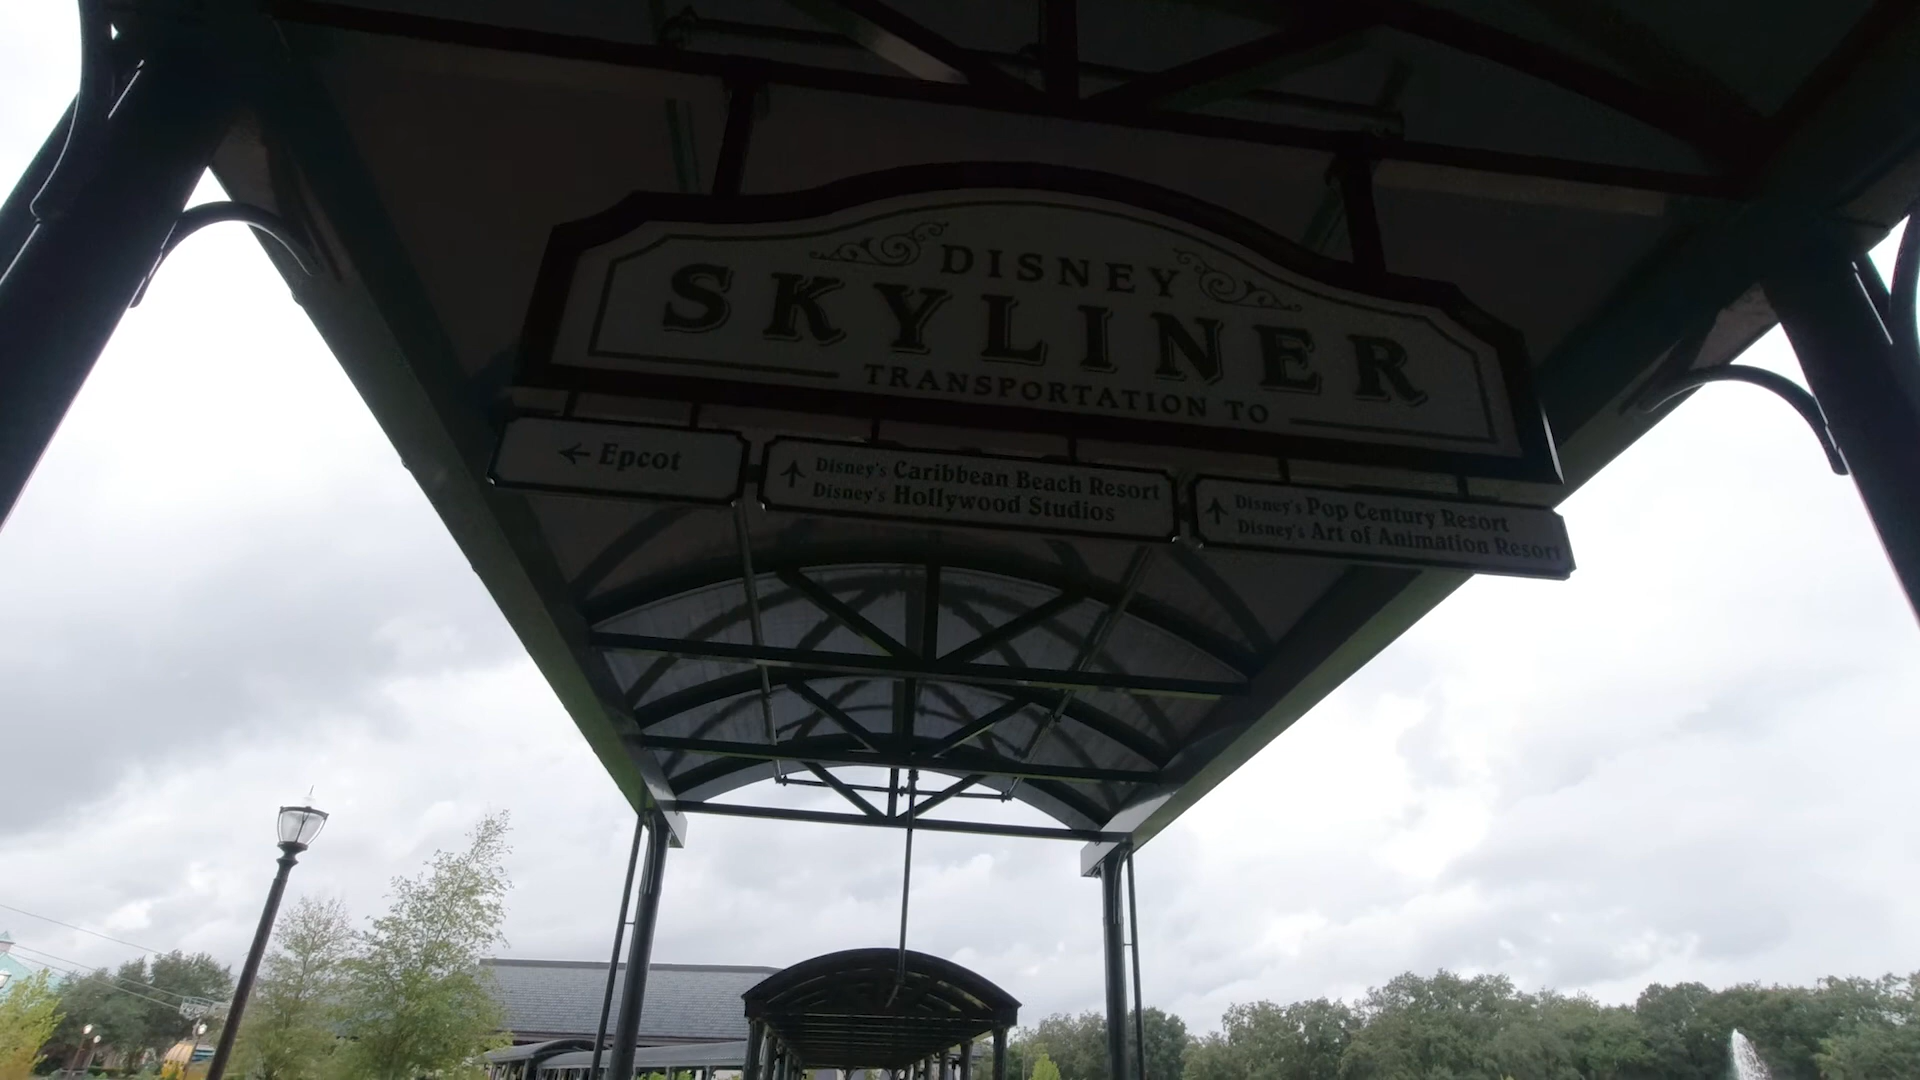 DISNEY
SKYLINER
TRANSPORTATION TO
← Epcot
↑ Disney's Caribbean Beach Resort
Disney's Hollywood Studios
↑ Disney's Pop Century Resort
Disney's Art of Animation Resort